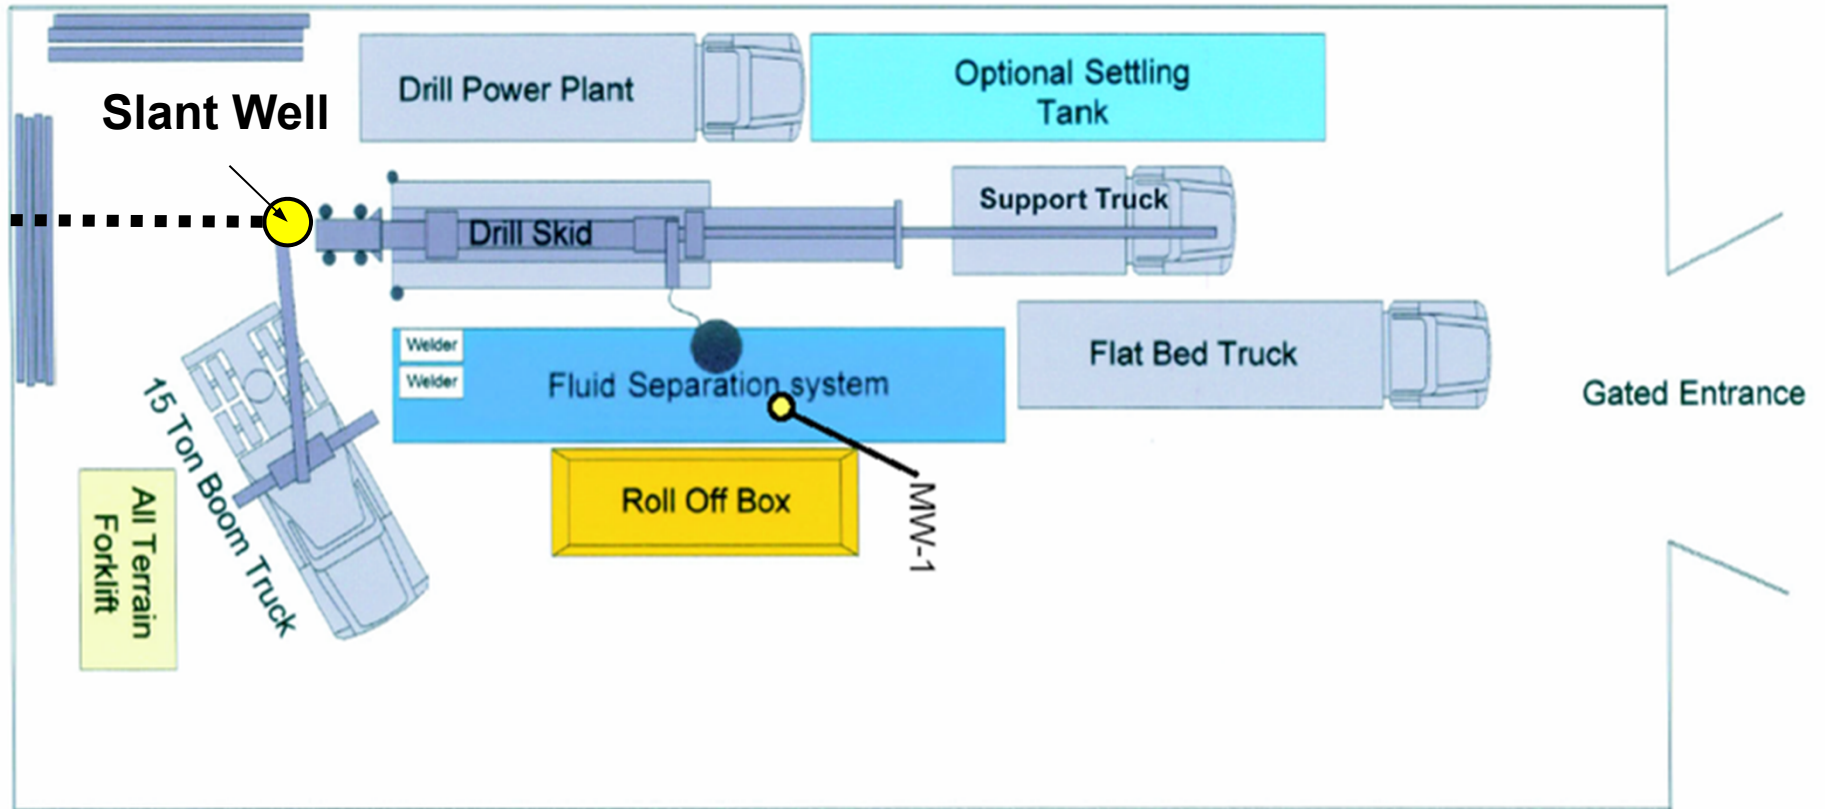 Drill Power Plant
Optional Settling
Tank
Slant Well
Support Truck
Drill Skid
Welder
Welder
Fluid Separation system
Flat Bed Truck
Gated Entrance
15 Ton Boom Truck
All Terrain
Forklift
Roll Off Box
MW-1